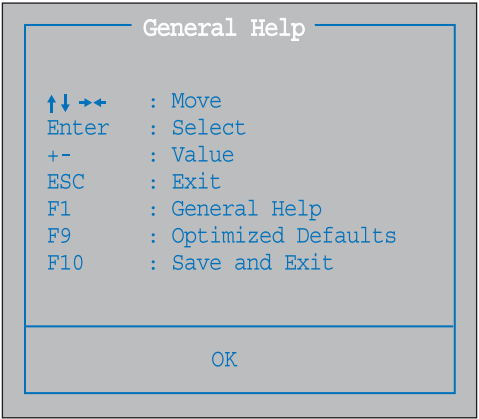 General Help
↑↓→← : Move
Enter : Select
+- : Value
ESC : Exit
F1 : General Help
F9 : Optimized Defaults
F10 : Save and Exit
OK